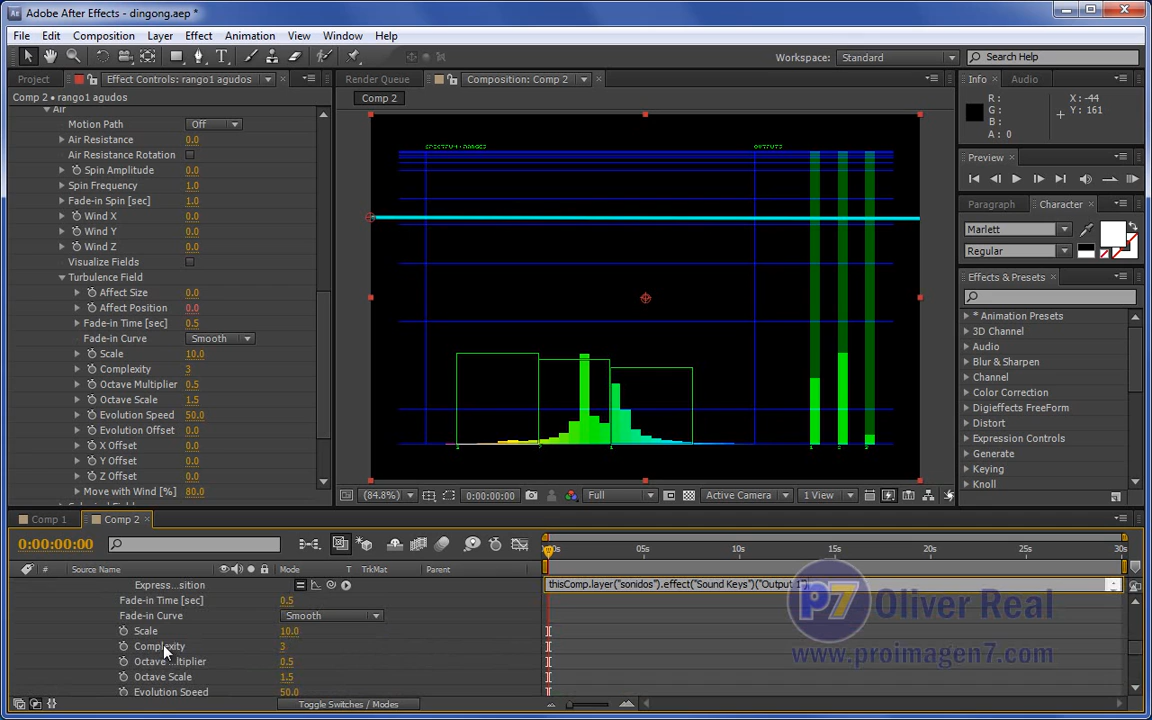 Adobe After Effects - dingong.aep *
File Edit Composition Layer Effect Animation View Window Help
Workspace: Standard Search Help
Project Effect Controls: rango1 agudos Render Queue Composition: Comp 2 Info Audio
Comp 2 • rango1 agudos Comp 2
Air
Motion Path Off
Air Resistance 0.0
Air Resistance Rotation
Spin Amplitude 0.0
Spin Frequency 1.0
Fade-in Spin [sec] 1.0
Wind X 0.0
Wind Y 0.0
Wind Z 0.0
Visualize Fields
Turbulence Field
Affect Size 0.0
Affect Position 0.0
Fade-in Time [sec] 0.5
Fade-in Curve Smooth
Scale 10.0
Complexity 3
Octave Multiplier 0.5
Octave Scale 1.5
Evolution Speed 50.0
Evolution Offset 0.0
X Offset 0.0
Y Offset 0.0
Z Offset 0.0
Move with Wind [%] 80.0
(84.8%) 0:00:00:00 Full Active Camera 1 View
R: X: -44
G: Y: 161
B:
A: 0
Preview
Paragraph Character
Marlett
Regular
Effects & Presets
* Animation Presets
3D Channel
Audio
Blur & Sharpen
Channel
Color Correction
Digieffects FreeForm
Distort
Expression Controls
Generate
Keying
Knoll
Comp 1 Comp 2
0:00:00:00
# Source Name Mode T TrkMat Parent
05s 10s 15s 20s 25s 30s
Express...sition
thisComp.layer("sonidos").effect("Sound Keys")("Output 1")
Fade-in Time [sec] 0.5
Fade-in Curve Smooth
Scale 10.0
Complexity 3
Octave 0.5
Octave Scale 1.5
Evolution Speed 50.0
Toggle Switches / Modes
P7 Oliver Real
www.proimagen7.com